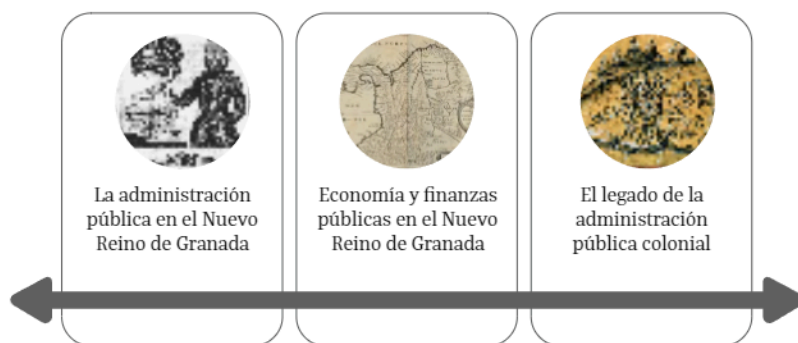 La administración
pública en el Nuevo
Reino de Granada
Economía y finanzas
públicas en el Nuevo
Reino de Granada
El legado de la
administración
pública colonial